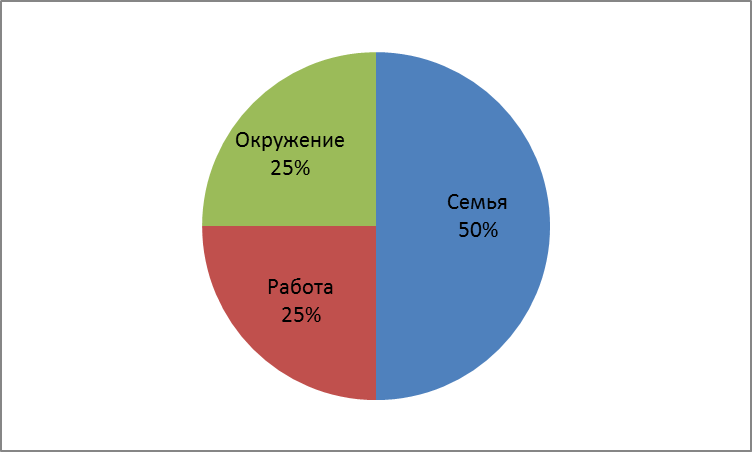 Окружение
25%
Семья
50%
Работа
25%